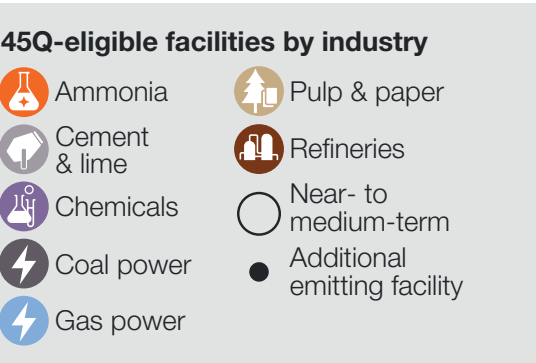 45Q-eligible facilities by industry
Ammonia
Cement
& lime
Chemicals
Coal power
Gas power
Pulp & paper
Refineries
Near- to
medium-term
Additional
emitting facility